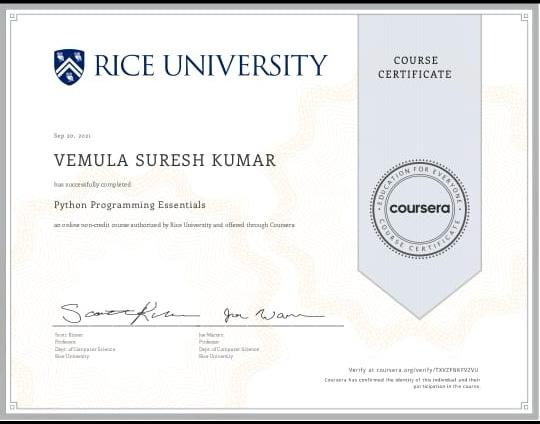 RICE UNIVERSITY
COURSE
CERTIFICATE
Sep 20, 2021
VEMULA SURESH KUMAR
has successfully completed
Python Programming Essentials
an online non-credit course authorized by Rice University and offered through Coursera
EDUCATION FOR EVERYONE
coursera
COURSE CERTIFICATE
Scott Rixner
Professor
Dept. of Computer Science
Rice University
Joe Warren
Professor
Dept. of Computer Science
Rice University
Verify at coursera.org/verify/
Coursera has confirmed the identity of this individual and their
participation in the course.